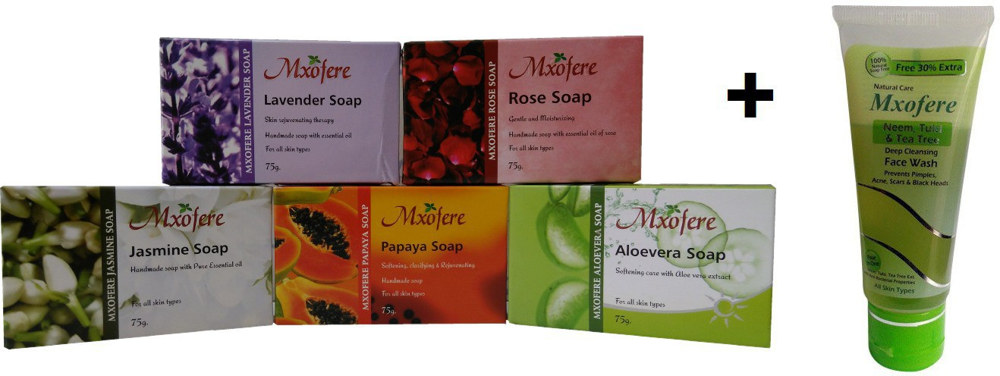 MXOFERE LAVENDER SOAP
Mxofere
Lavender Soap
Skin rejuvenating therapy
Handmade soap with essential oil
For all skin types
75g.
MXOFERE ROSE SOAP
Mxofere
Rose Soap
Gentle and Moisturizing
Handmade soap with essential oil of rose
For all skin types
75g.
MXOFERE JASMINE SOAP
Mxofere
Jasmine Soap
Handmade soap with Pure Essential oil
For all skin types
75g.
MXOFERE PAPAYA SOAP
Mxofere
Papaya Soap
Softening, clarifying & Rejuvenating
Handmade soap
For all skin types
75g.
MXOFERE ALOEVERA SOAP
Mxofere
Aloevera Soap
Softening care with Aloe vera extract
For all skin types
75g.
+
100%
Natural
Soap Free
Free 30% Extra
Natural Care
Mxofere
Neem, Tulsi
& Tea Tree
Deep Cleansing
Face Wash
Prevents Pimples,
Acne, Scars & Black Heads
Four
Tulsi, Tea Tree Ext.
Bacterial Properties
All Skin Types